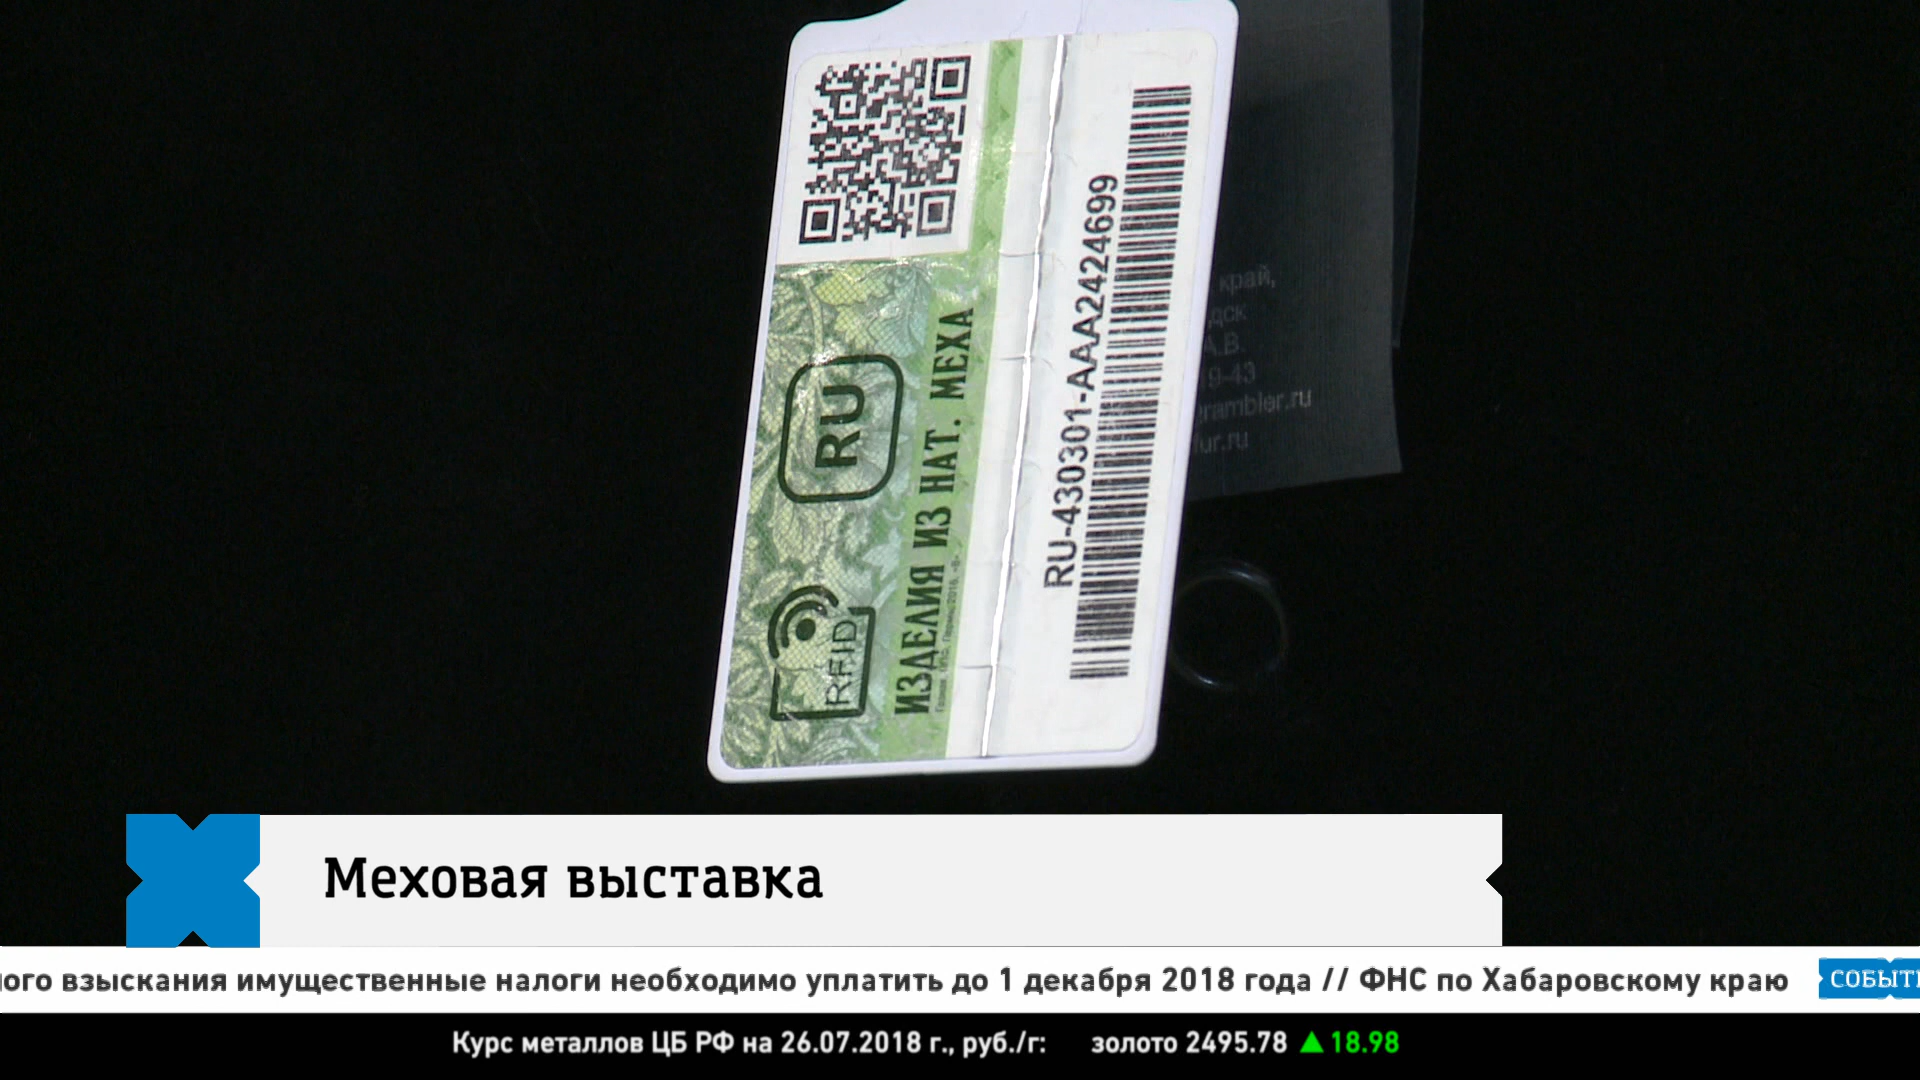 RU
RFID
ИЗДЕЛИЯ ИЗ НАТ. МЕХА
RU-430301-AAA2424699
край,
А.В.
9-43
rambler.ru
fur.ru
Меховая выставка
взыскания имущественные налоги необходимо уплатить до 1 декабря 2018 года // ФНС по Хабаровскому краю
Курс металлов ЦБ РФ на 26.07.2018 г., руб./г: золото 2495.78 ▲18.98